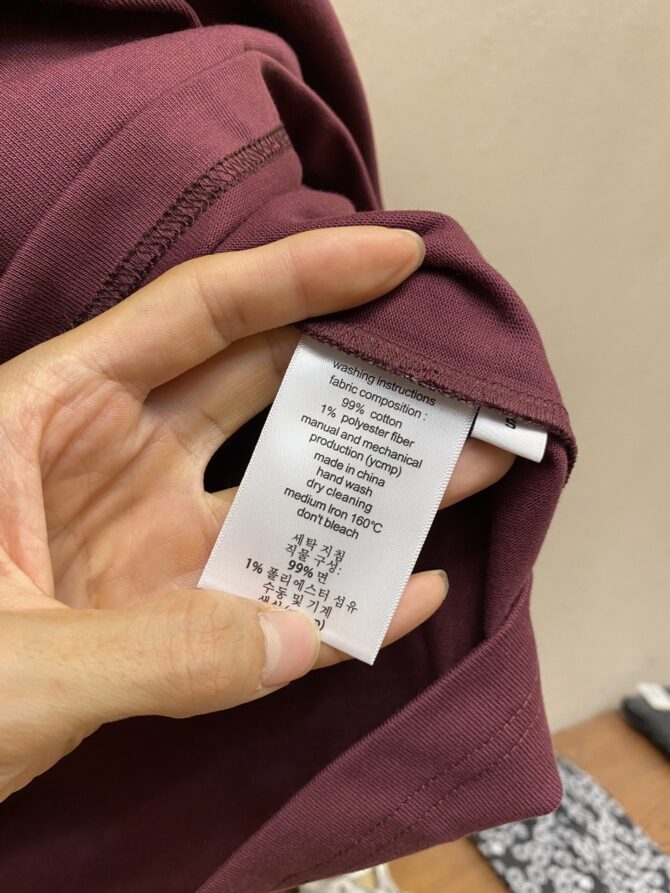 washing instructions
fabric composition :
99% cotton
1% polyester fiber
manual and mechanical
production (ycmp)
made in china
hand wash
dry cleaning
medium Iron 160°C
don't bleach
세탁 지침
직물 구성:
99% 면
1% 폴리에스터 섬유
수동 및 기계
S